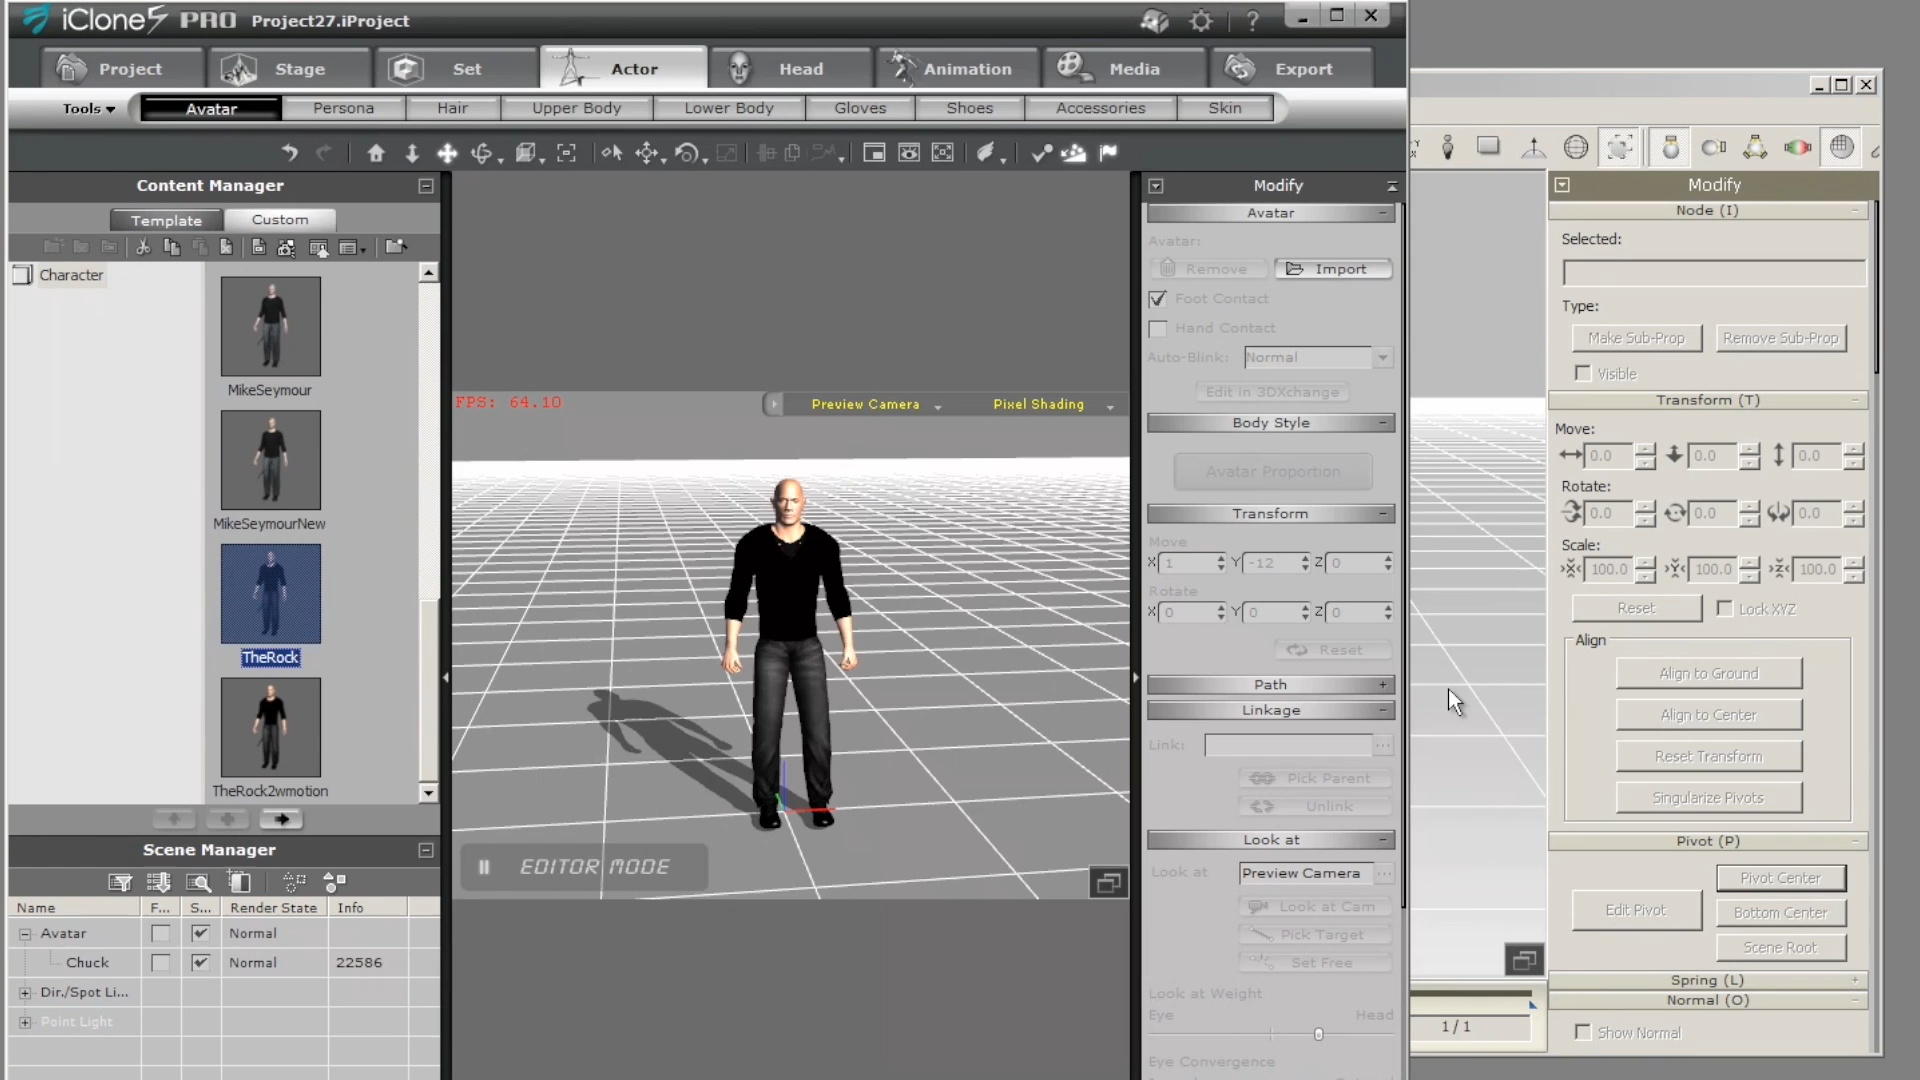 iClone5 PRO Project27.iProject
Project Stage Set Actor Head Animation Media Export
Tools Avatar Persona Hair Upper Body Lower Body Gloves Shoes Accessories Skin
Content Manager
Template Custom
Character
MikeSeymour
MikeSeymourNew
TheRock
TheRock2wmotion
Scene Manager
Name F... S... Render State Info
Avatar Normal
Chuck Normal 22586
Dir./Spot Li...
Point Light
FPS: 64.10
Preview Camera Pixel Shading
EDITOR MODE
Modify
Avatar
Avatar:
Remove Import
Foot Contact
Hand Contact
Auto-Blink: Normal
Edit in 3DXchange
Body Style
Avatar Proportion
Transform
Move
X 1 Y -12 Z 0
Rotate
X 0 Y 0 Z 0
Reset
Path
Linkage
Link:
Pick Parent
Unlink
Look at
Look at Preview Camera
Look at Cam
Pick Target
Set Free
Look at Weight
Eye Head
Eye Convergence
Modify
Node (I)
Selected:
Type:
Make Sub-Prop Remove Sub-Prop
Visible
Transform (T)
Move:
0.0 0.0 0.0
Rotate:
0.0 0.0 0.0
Scale:
X 100.0 Y 100.0 Z 100.0
Reset Lock XYZ
Align
Align to Ground
Align to Center
Reset Transform
Singularize Pivots
Pivot (P)
Edit Pivot
Pivot Center
Bottom Center
Scene Root
Spring (L)
Normal (O)
Show Normal
1 / 1